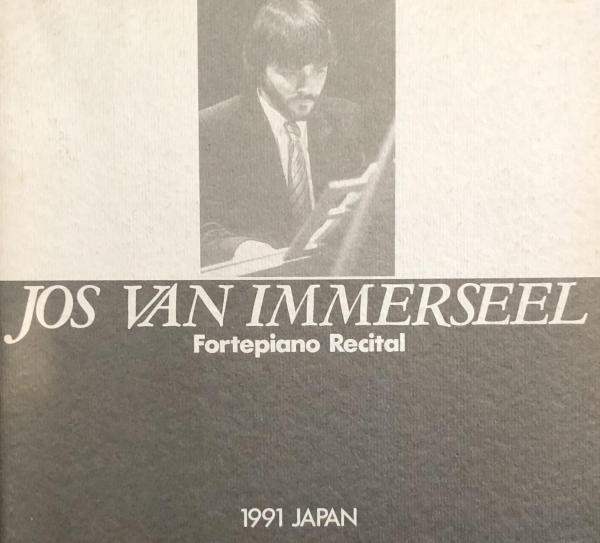 JOS VAN IMMERSEEL
Fortepiano Recital
1991 JAPAN